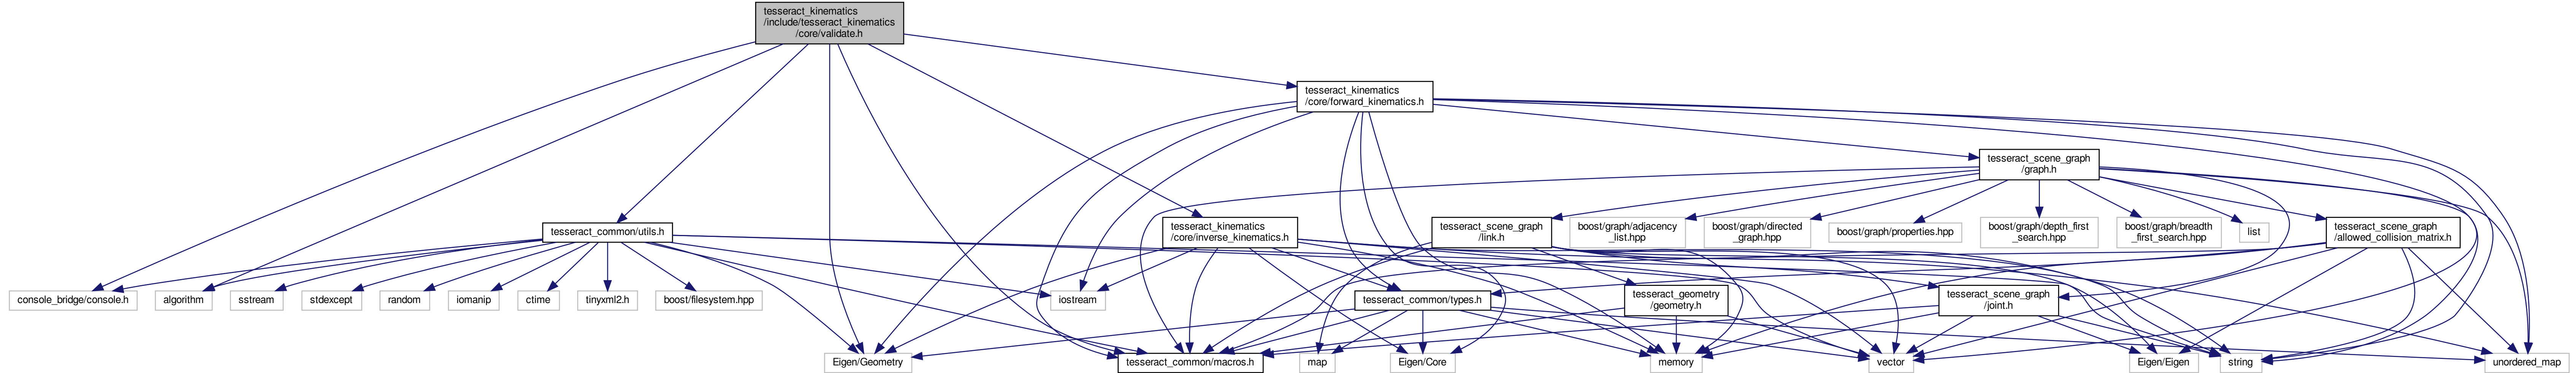 tesseract_kinematics
/include/tesseract_kinematics
/core/validate.h
tesseract_kinematics
/core/forward_kinematics.h
tesseract_scene_graph
/graph.h
tesseract_common/utils.h
tesseract_kinematics
/core/inverse_kinematics.h
tesseract_scene_graph
/link.h
boost/graph/adjacency
_list.hpp
boost/graph/directed
_graph.hpp
boost/graph/properties.hpp
boost/graph/depth_first
_search.hpp
boost/graph/breadth
_first_search.hpp
list
tesseract_scene_graph
/allowed_collision_matrix.h
console_bridge/console.h
algorithm
sstream
stdexcept
random
iomanip
ctime
tinyxml2.h
boost/filesystem.hpp
iostream
tesseract_common/types.h
tesseract_geometry
/geometry.h
tesseract_scene_graph
/joint.h
Eigen/Geometry
tesseract_common/macros.h
map
Eigen/Core
memory
vector
Eigen/Eigen
string
unordered_map